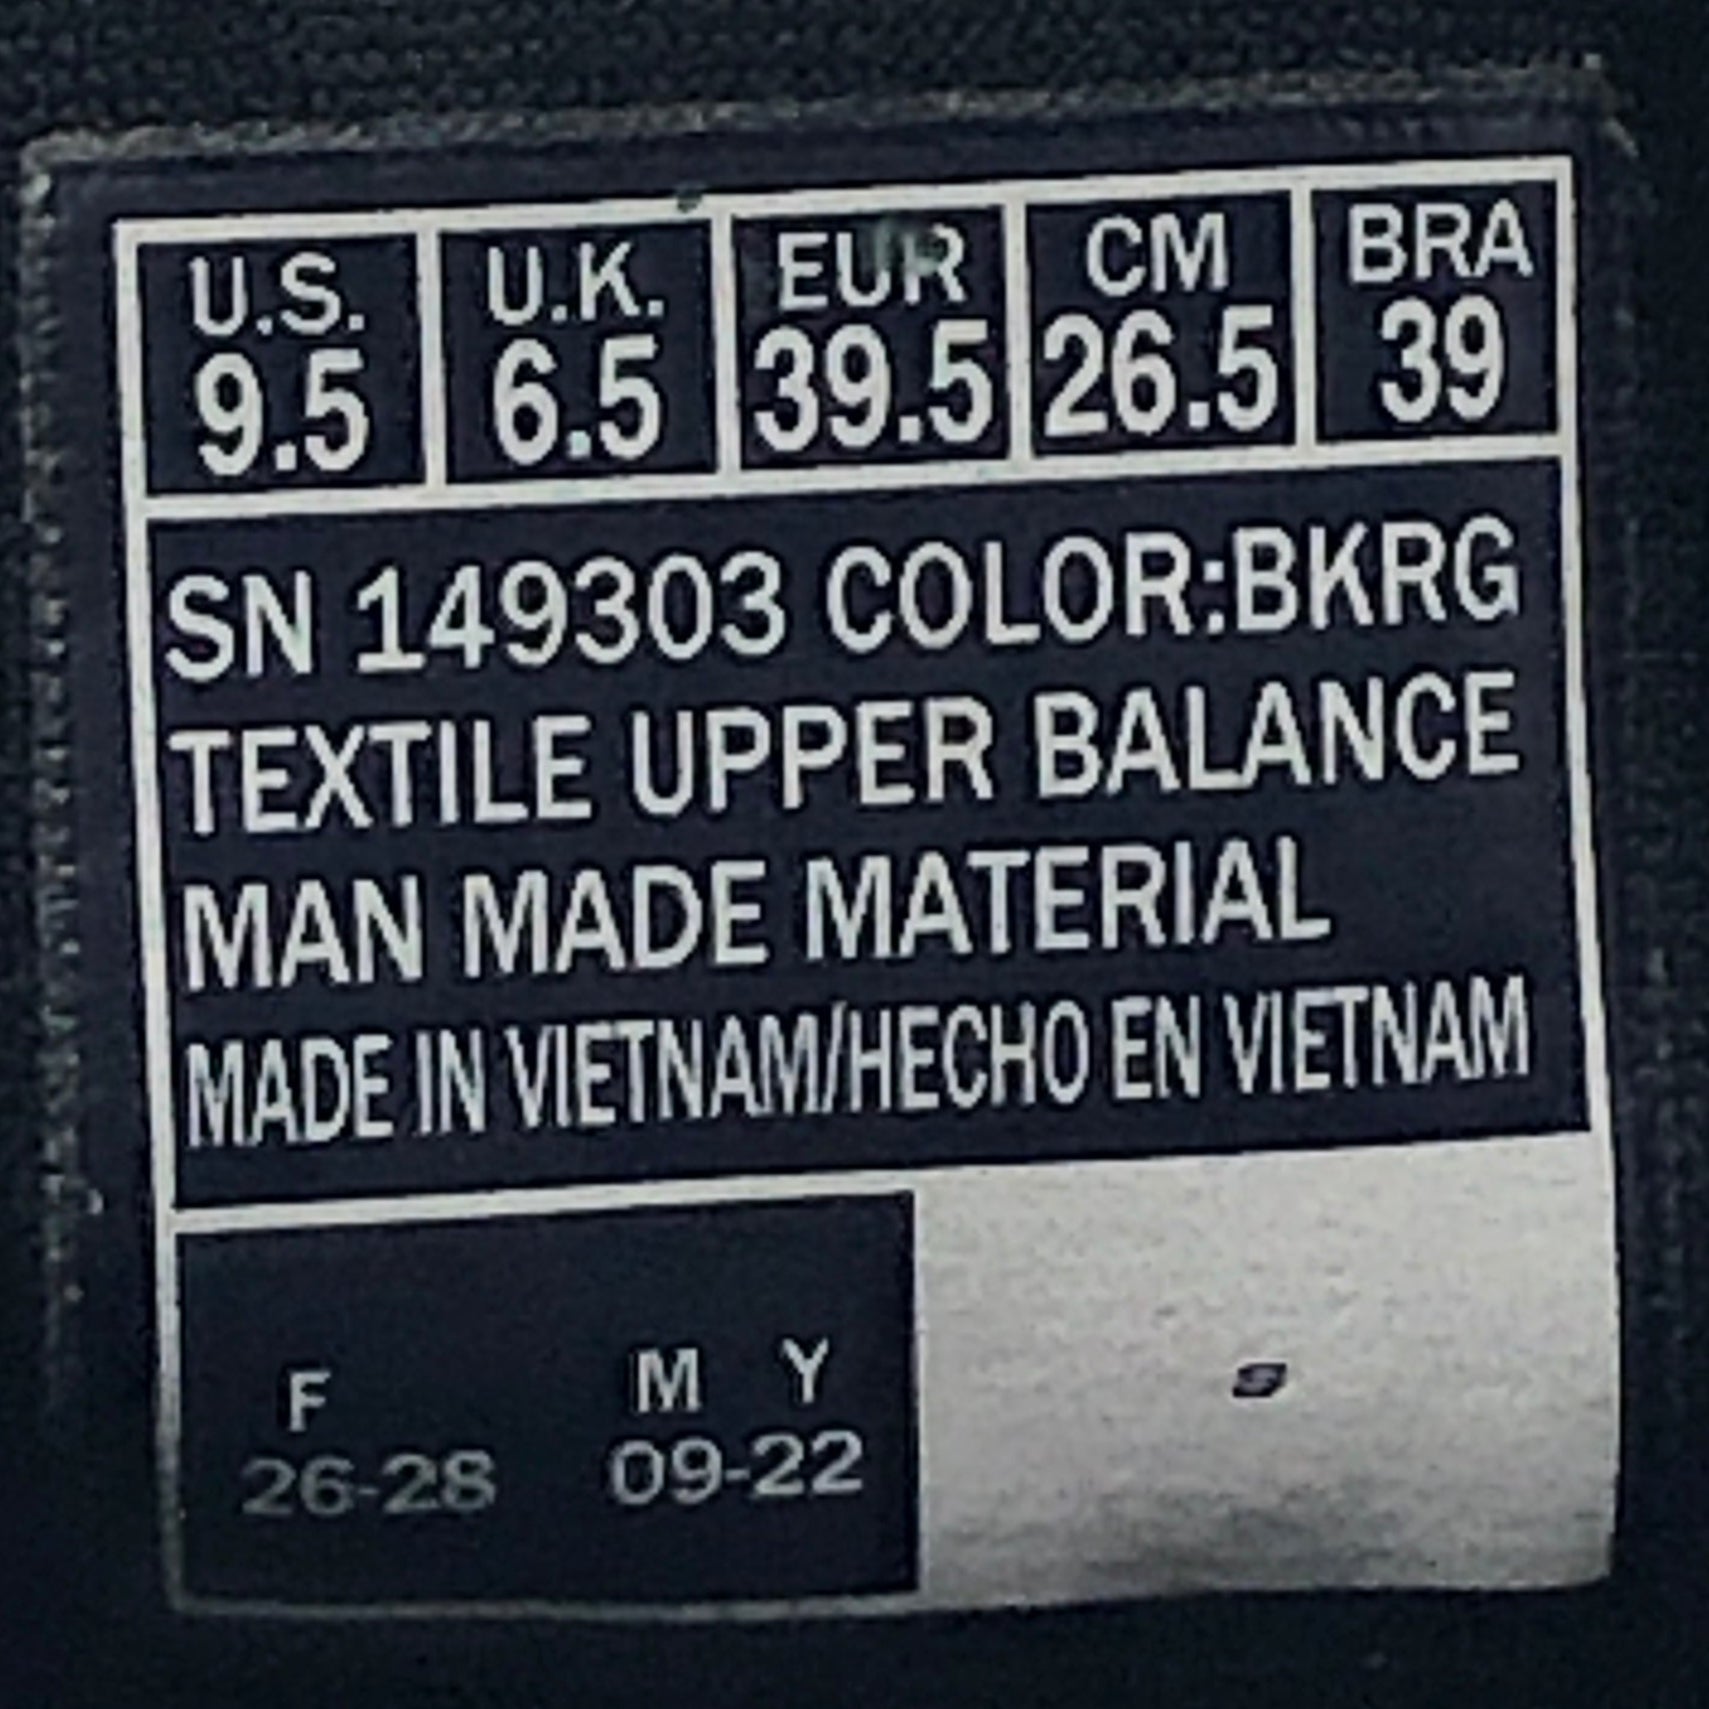 U.S. U.K. EUR CM BRA
9.5 6.5 39.5 26.5 39
SN 149303 COLOR:BKRG
TEXTILE UPPER BALANCE
MAN MADE MATERIAL
MADE IN VIETNAM/HECHO EN VIETNAM
F M Y
26-28 09-22